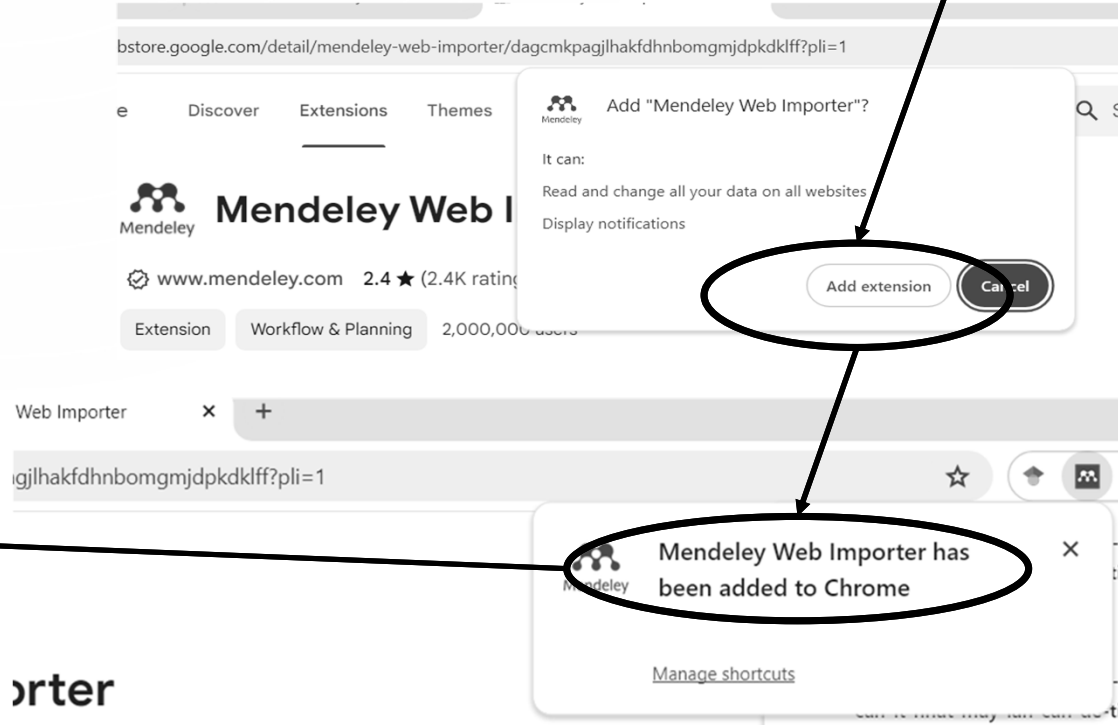 bstore.google.com/detail/mendeley-web-importer/dagcmkpagjlhakfdhnbomgmjdpkdklff?pli=1
e Discover Extensions Themes
Mendeley
Add "Mendeley Web Importer"?
It can:
Read and change all your data on all websites
Display notifications
Add extension Cancel
Mendeley
Mendeley Web I
www.mendeley.com 2.4 ★ (2.4K rating
Extension Workflow & Planning 2,000,000 users
Web Importer × +
gjlhakfdhnbomgmjdpkdklff?pli=1
Mendeley
Mendeley Web Importer has
been added to Chrome
Manage shortcuts
orter